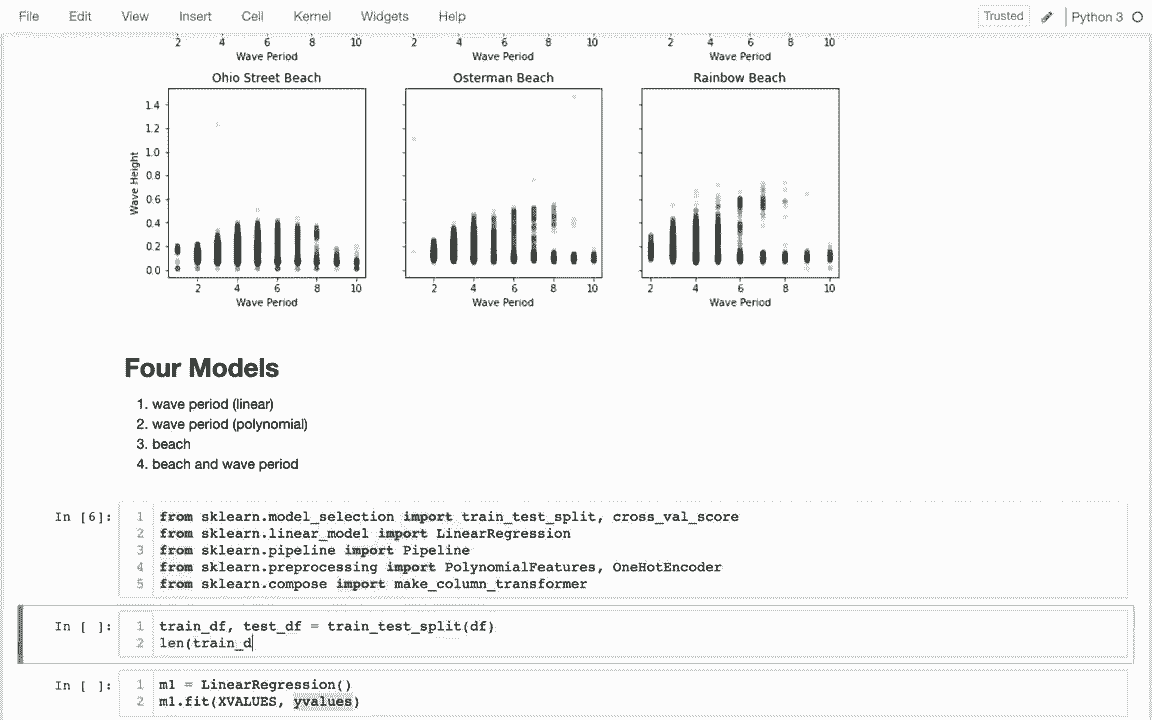 File Edit View Insert Cell Kernel Widgets Help Trusted Python 3
2 4 6 8 10 2 4 6 8 10 2 4 6 8 10
Wave Period Wave Period Wave Period
Ohio Street Beach Osterman Beach Rainbow Beach
1.4
1.2
1.0
0.8
0.6
0.4
0.2
0.0
Wave Height
2 4 6 8 10 2 4 6 8 10 2 4 6 8 10
Wave Period Wave Period Wave Period
Four Models
1. wave period (linear)
2. wave period (polynomial)
3. beach
4. beach and wave period
In [6]: 1 from sklearn.model_selection import train_test_split, cross_val_score
2 from sklearn.linear_model import LinearRegression
3 from sklearn.pipeline import Pipeline
4 from sklearn.preprocessing import PolynomialFeatures, OneHotEncoder
5 from sklearn.compose import make_column_transformer
In [ ]: 1 train_df, test_df = train_test_split(df)
2 len(train_d
In [ ]: 1 m1 = LinearRegression()
2 m1.fit(XVALUES, yvalues)